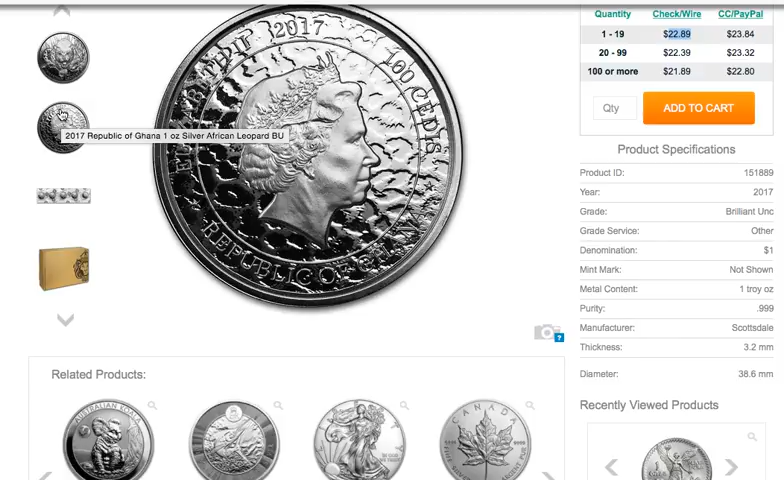 Quantity Check/Wire CC/PayPal
1 - 19 $22.89 $23.84
20 - 99 $22.39 $23.32
100 or more $21.89 $22.80
Qty ADD TO CART
2017 Republic of Ghana 1 oz Silver African Leopard BU
ELIZABETH II 2017 100 CEDIS
REPUBLIC OF GHANA
Product Specifications
Product ID: 151889
Year: 2017
Grade: Brilliant Unc
Grade Service: Other
Denomination: $1
Mint Mark: Not Shown
Metal Content: 1 troy oz
Purity: .999
Manufacturer: Scottsdale
Thickness: 3.2 mm
Diameter: 38.6 mm
?
Related Products:
Recently Viewed Products
AUSTRALIAN KOALA
CANADA